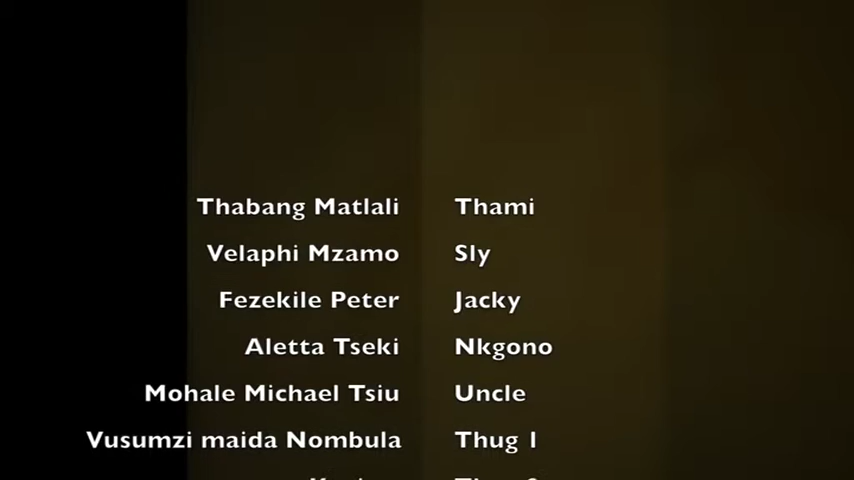 Thabang Matlali Thami
Velaphi Mzamo Sly
Fezekile Peter Jacky
Aletta Tseki Nkgono
Mohale Michael Tsiu Uncle
Vusumzi maida Nombula Thug 1